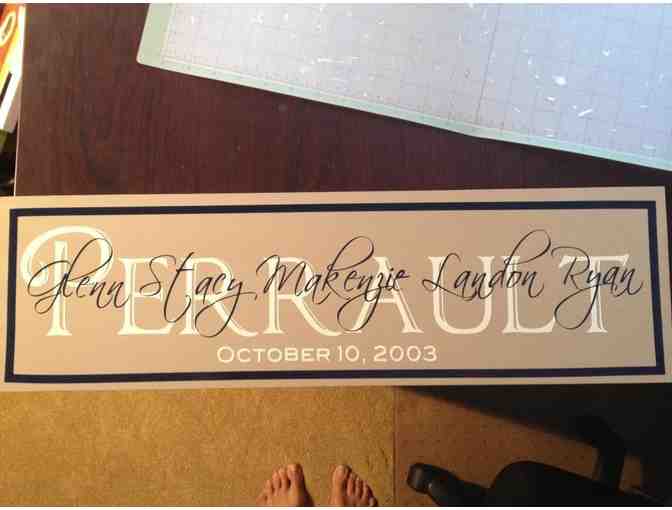 PERRAULT
Glenn Stacy Makenzie Landon Ryan
OCTOBER 10, 2003